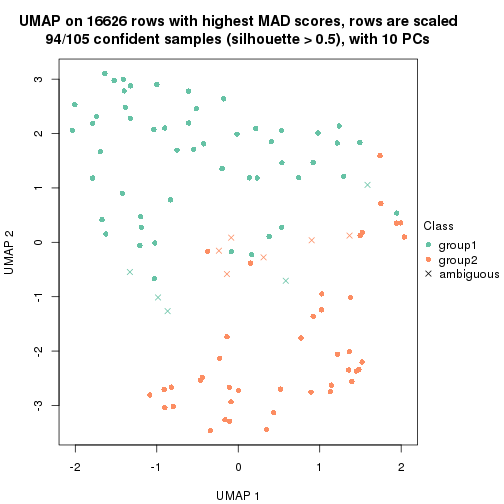 UMAP on 16626 rows with highest MAD scores, rows are scaled
94/105 confident samples (silhouette > 0.5), with 10 PCs
3
2
1
0
-1
-2
-3
UMAP 2
-2
-1
0
1
2
UMAP 1
Class
group1
group2
ambiguous